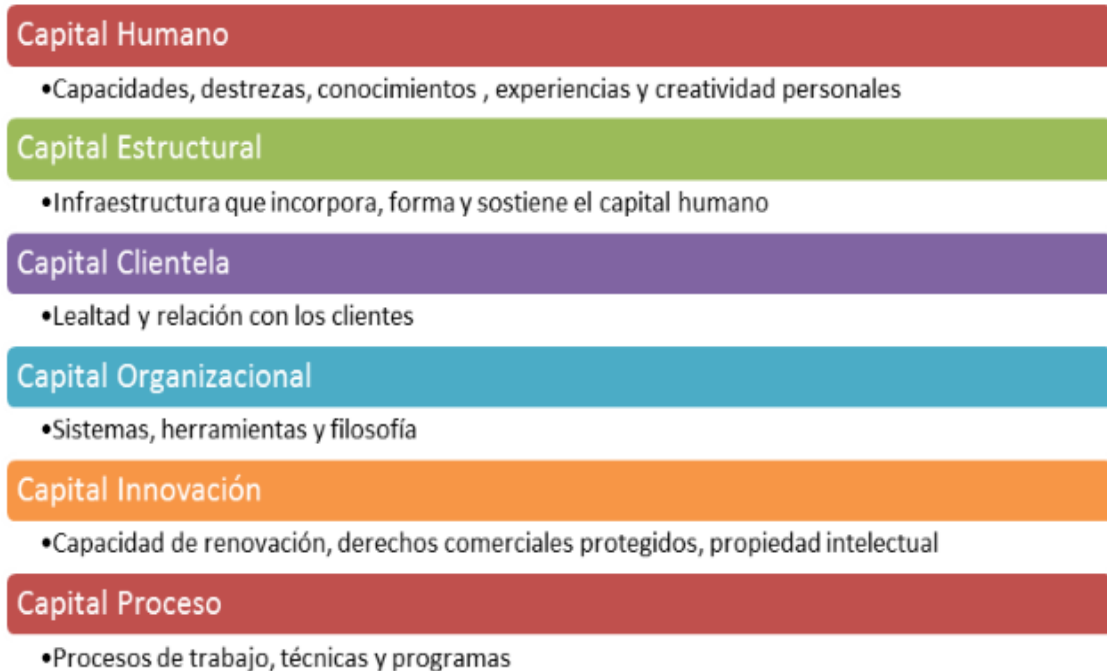 Capital Humano
•Capacidades, destrezas, conocimientos , experiencias y creatividad personales
Capital Estructural
•Infraestructura que incorpora, forma y sostiene el capital humano
Capital Clientela
•Lealtad y relación con los clientes
Capital Organizacional
•Sistemas, herramientas y filosofía
Capital Innovación
•Capacidad de renovación, derechos comerciales protegidos, propiedad intelectual
Capital Proceso
•Procesos de trabajo, técnicas y programas